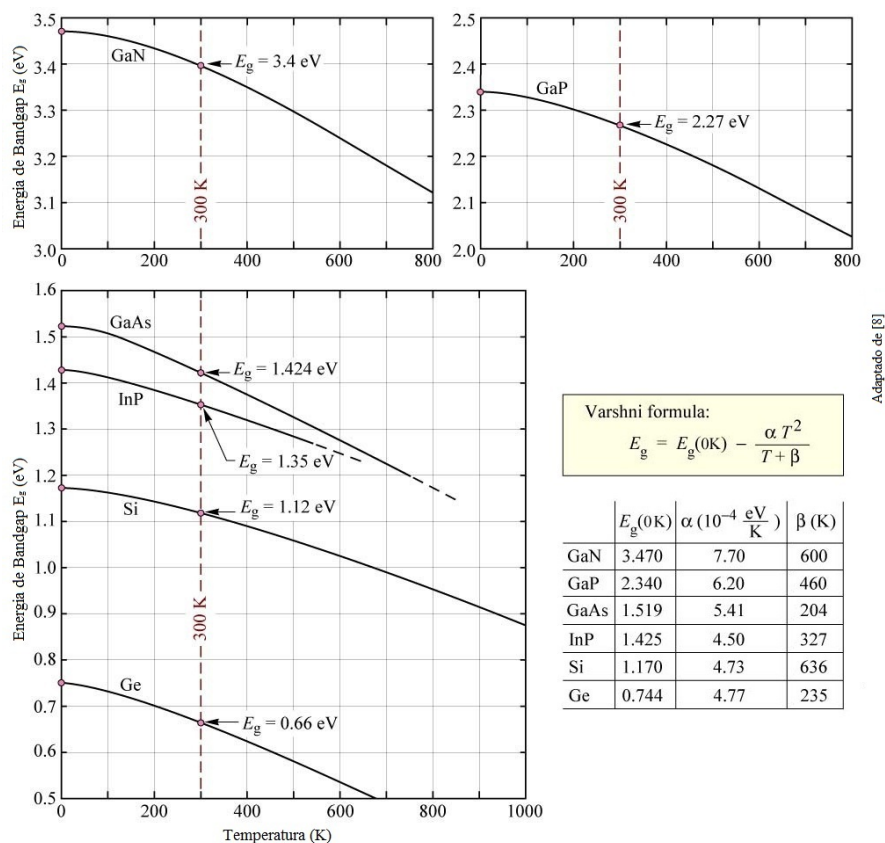 Energia de Bandgap Eg (eV)
3.5
3.4
3.3
3.2
3.1
3.0
GaN
Eg = 3.4 eV
300 K
0 200 400 600 800
2.5
2.4
2.3
2.2
2.1
2.0
GaP
Eg = 2.27 eV
300 K
0 200 400 600 800
Energia de Bandgap Eg (eV)
1.6
1.5
1.4
1.3
1.2
1.1
1.0
0.9
0.8
0.7
0.6
0.5
GaAs
Eg = 1.424 eV
InP
Eg = 1.35 eV
Si
Eg = 1.12 eV
300 K
Ge
Eg = 0.66 eV
0 200 400 600 800 1000
Temperatura (K)
Adaptado de [8]
Varshni formula:
Eg = Eg(0K) − α T² / T + β
Eg(0K) α (10⁻⁴ eV/K) β (K)
GaN 3.470 7.70 600
GaP 2.340 6.20 460
GaAs 1.519 5.41 204
InP 1.425 4.50 327
Si 1.170 4.73 636
Ge 0.744 4.77 235